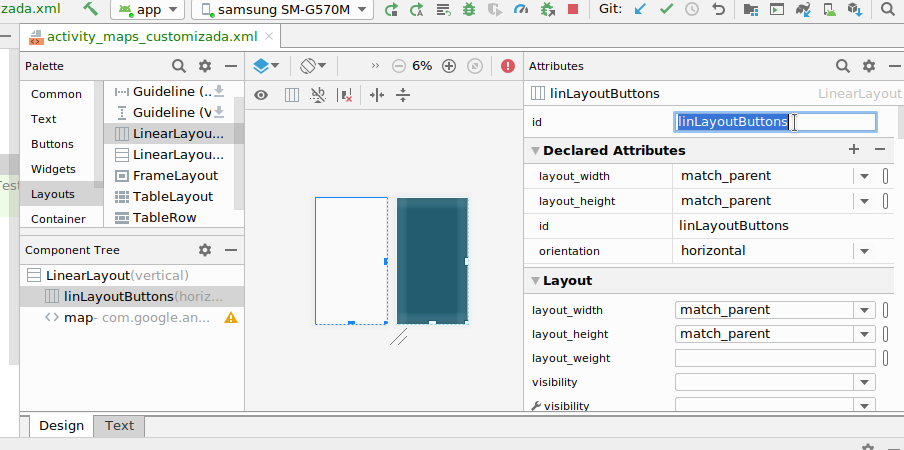 zada.xml app samsung SM-G570M Git:
activity_maps_customizada.xml
Palette
Common
Text
Buttons
Widgets
Layouts
Container
Guideline (...
Guideline (V
LinearLayou...
LinearLayou...
FrameLayout
TableLayout
TableRow
Component Tree
LinearLayout(vertical)
linLayoutButtons(horiz...
map- com.google.an...
>> 6%
Attributes
linLayoutButtons LinearLayout
id linLayoutButtons
Declared Attributes
layout_width match_parent
layout_height match_parent
id linLayoutButtons
orientation horizontal
Layout
layout_width match_parent
layout_height match_parent
layout_weight
visibility
visibility
Design Text